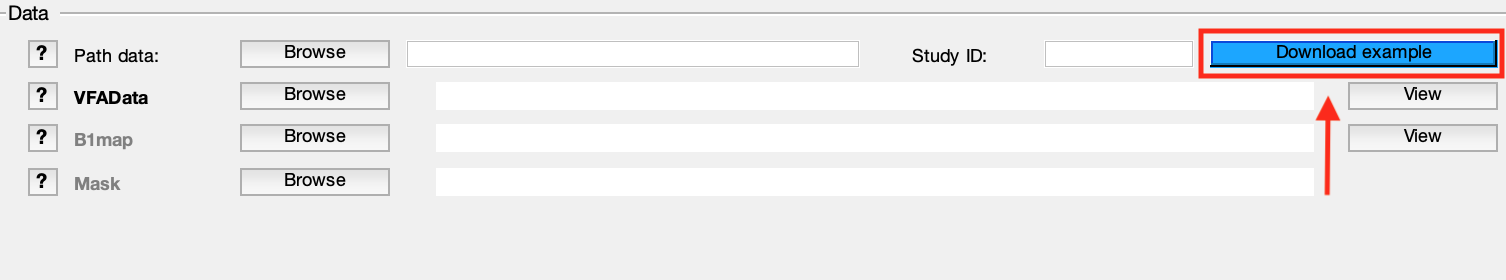 Data
? Path data: Browse Study ID: Download example
? VFAData Browse View
? B1map Browse View
? Mask Browse